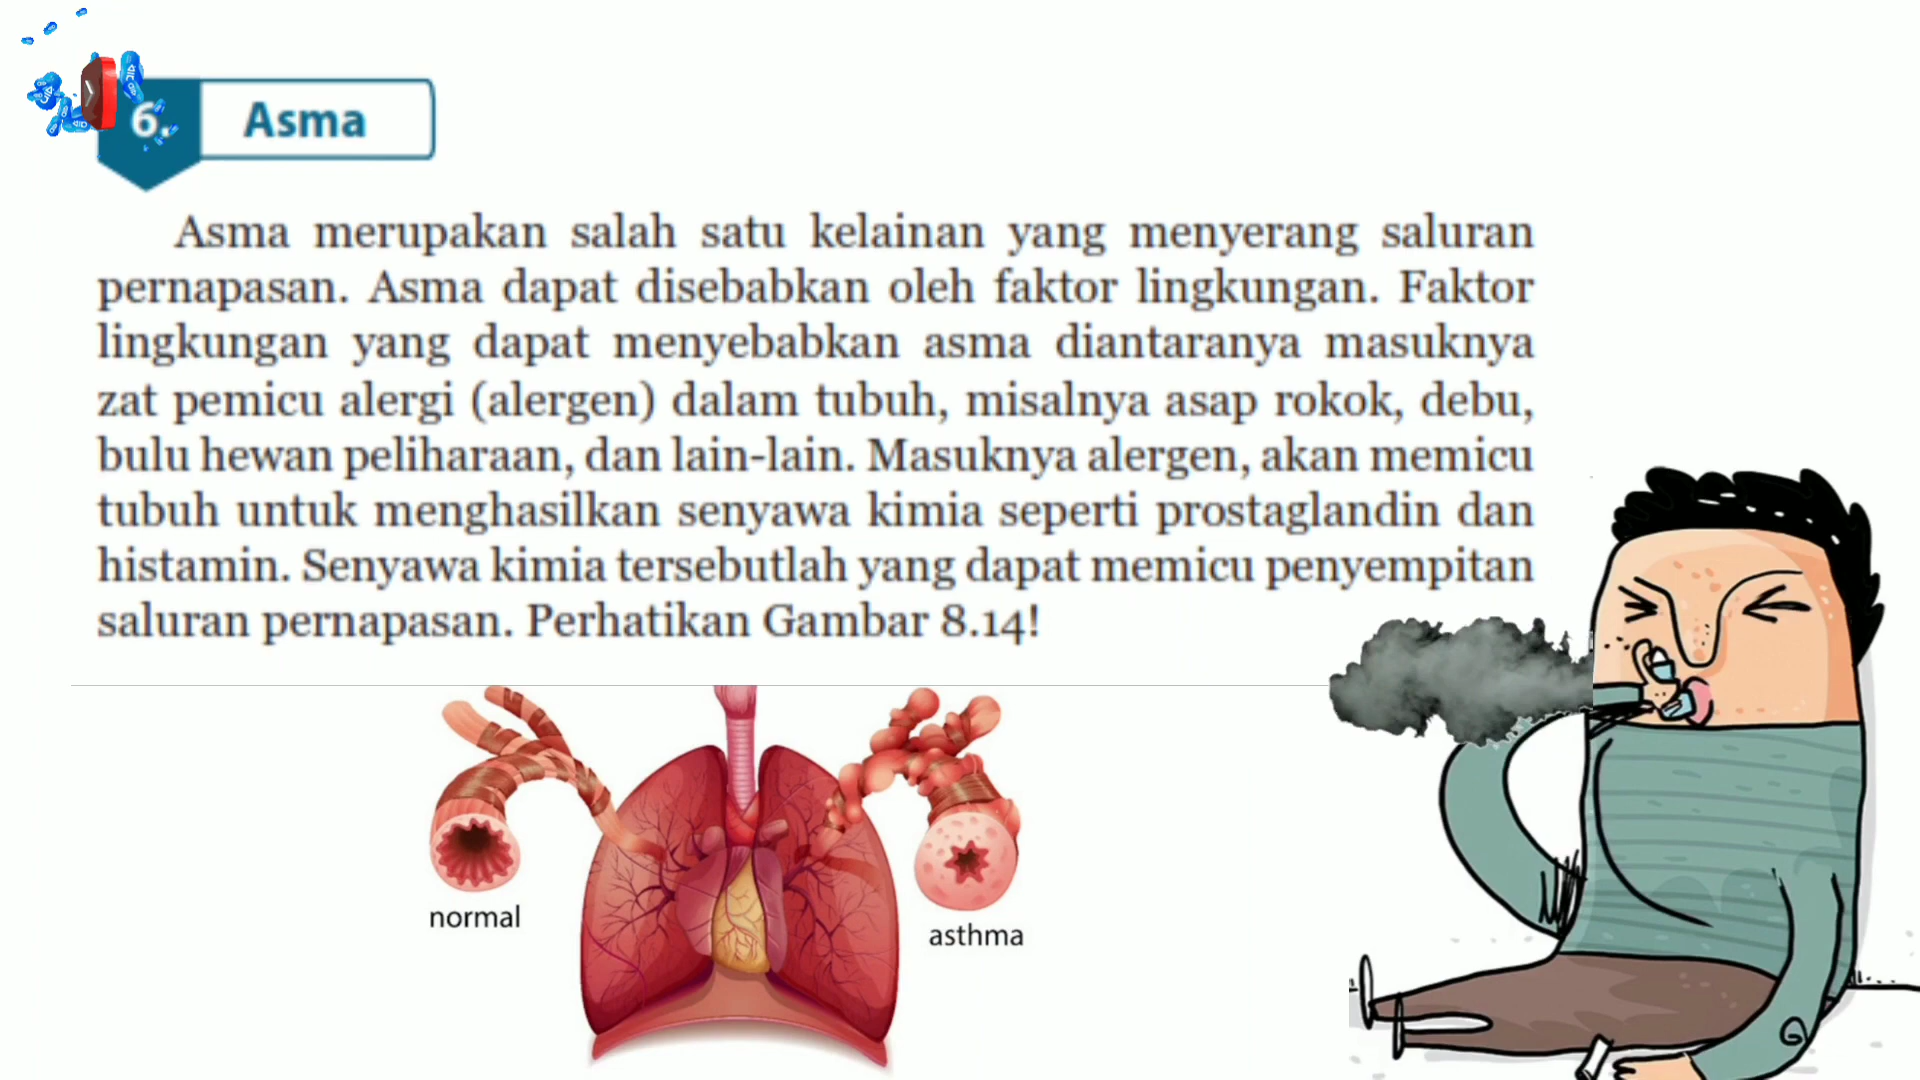 6.
Asma
Asma merupakan salah satu kelainan yang menyerang saluran
pernapasan. Asma dapat disebabkan oleh faktor lingkungan. Faktor
lingkungan yang dapat menyebabkan asma diantaranya masuknya
zat pemicu alergi (alergen) dalam tubuh, misalnya asap rokok, debu,
bulu hewan peliharaan, dan lain-lain. Masuknya alergen, akan memicu
tubuh untuk menghasilkan senyawa kimia seperti prostaglandin dan
histamin. Senyawa kimia tersebutlah yang dapat memicu penyempitan
saluran pernapasan. Perhatikan Gambar 8.14!
normal
asthma